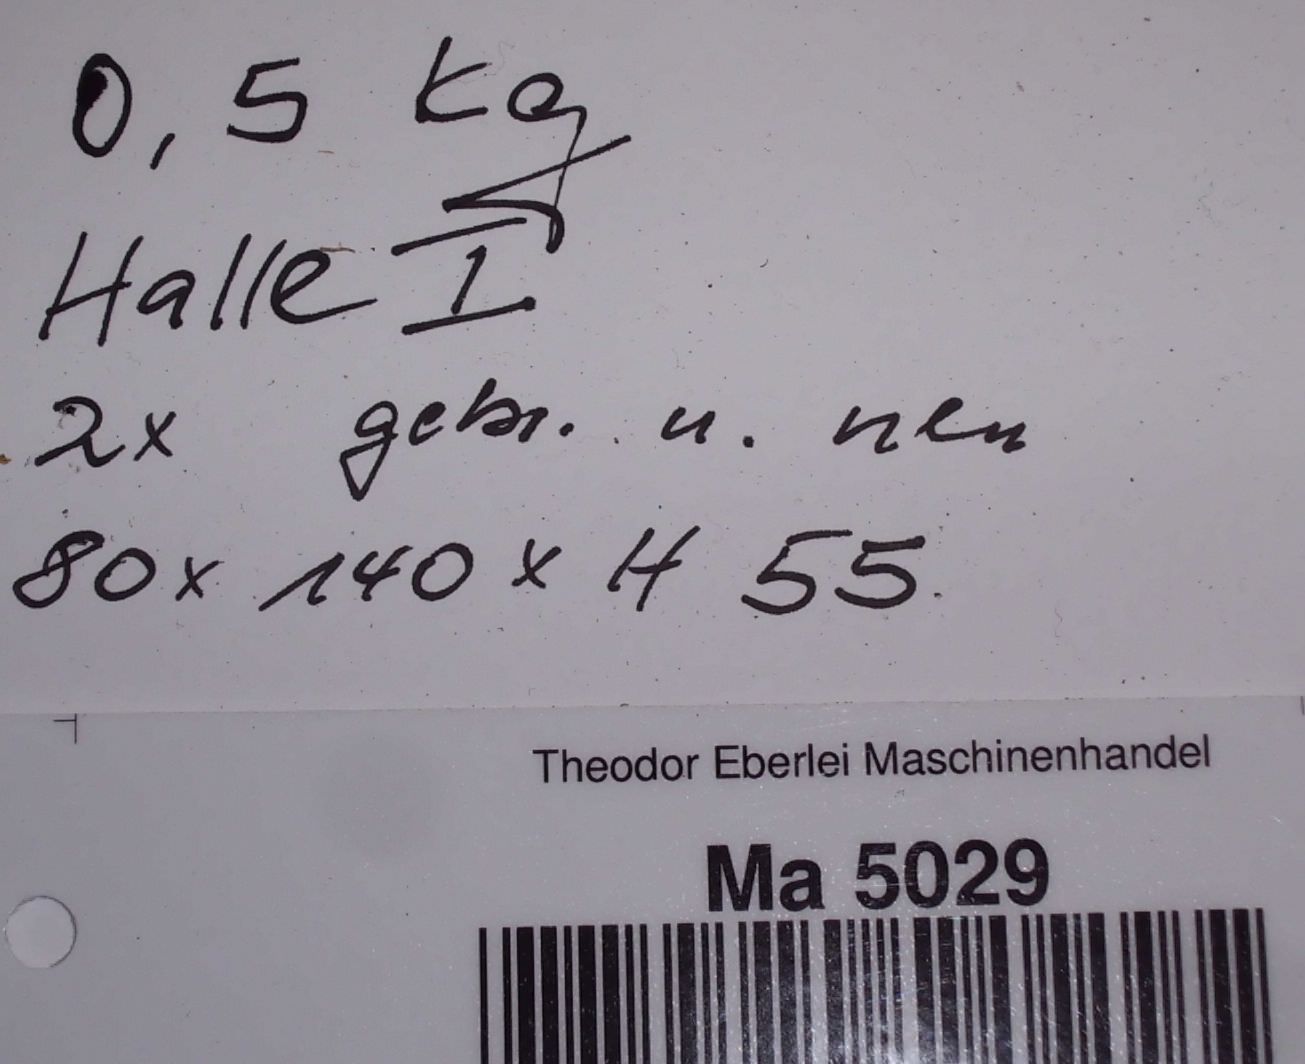 0,5 kg
Halle I
2x gebr. u. neu
80x 140 x H 55
Theodor Eberlei Maschinenhandel
Ma 5029